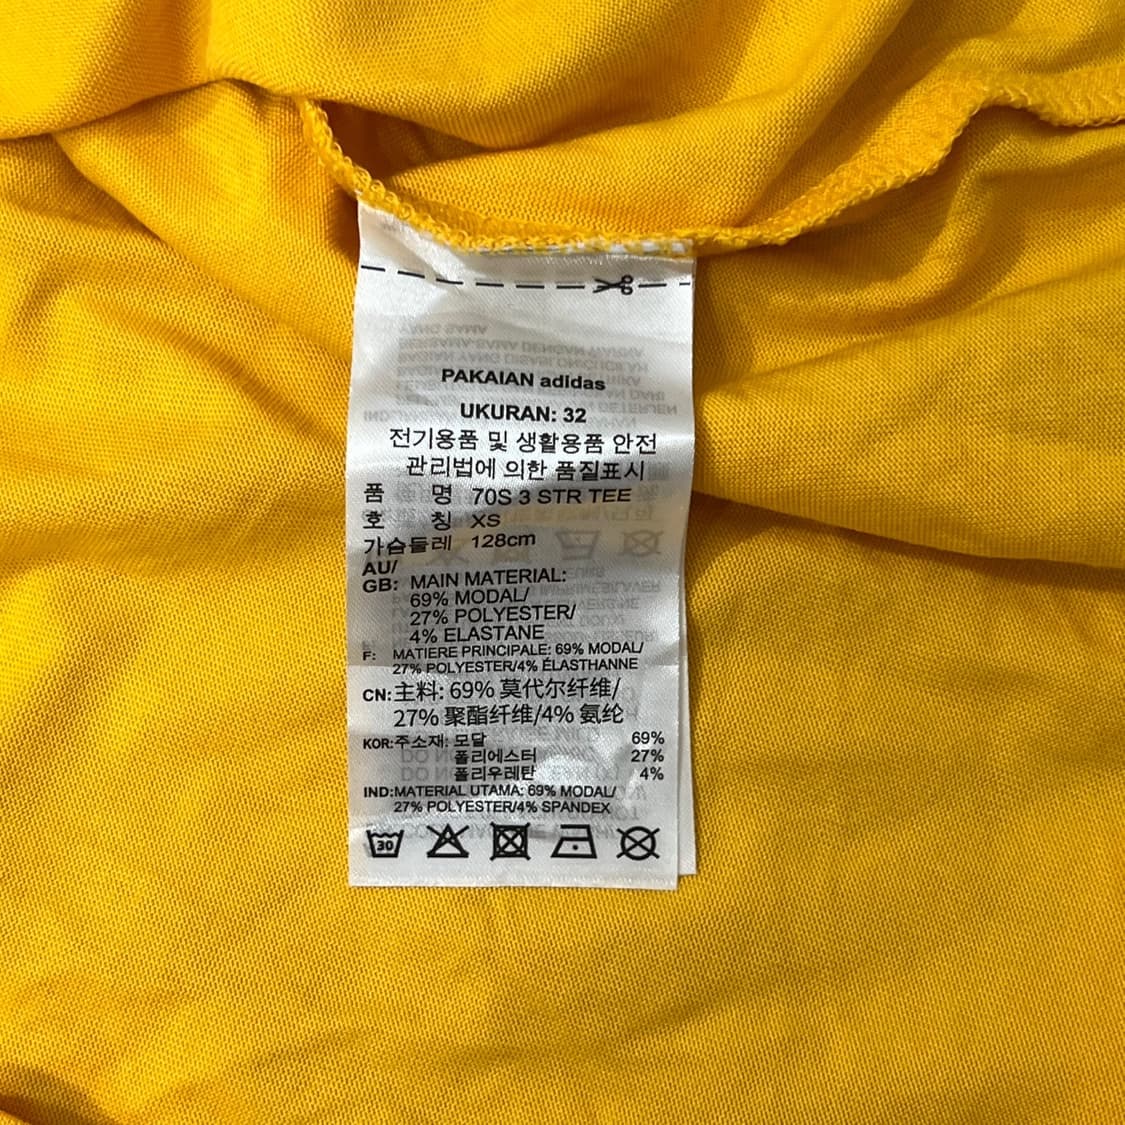 PAKAIAN adidas
UKURAN: 32
전기용품 및 생활용품 안전
관리법에 의한 품질표시
품 명 70S 3 STR TEE
호 칭 XS
가슴둘레 128cm
AU/
GB: MAIN MATERIAL:
69% MODAL/
27% POLYESTER/
4% ELASTANE
F: MATIERE PRINCIPALE: 69% MODAL/
27% POLYESTER/4% ÉLASTHANNE
CN:主料: 69% 莫代尔纤维/
27% 聚酯纤维/4% 氨纶
KOR:주소재: 모달 69%
폴리에스터 27%
폴리우레탄 4%
IND:MATERIAL UTAMA: 69% MODAL/
27% POLYESTER/4% SPANDEX
30